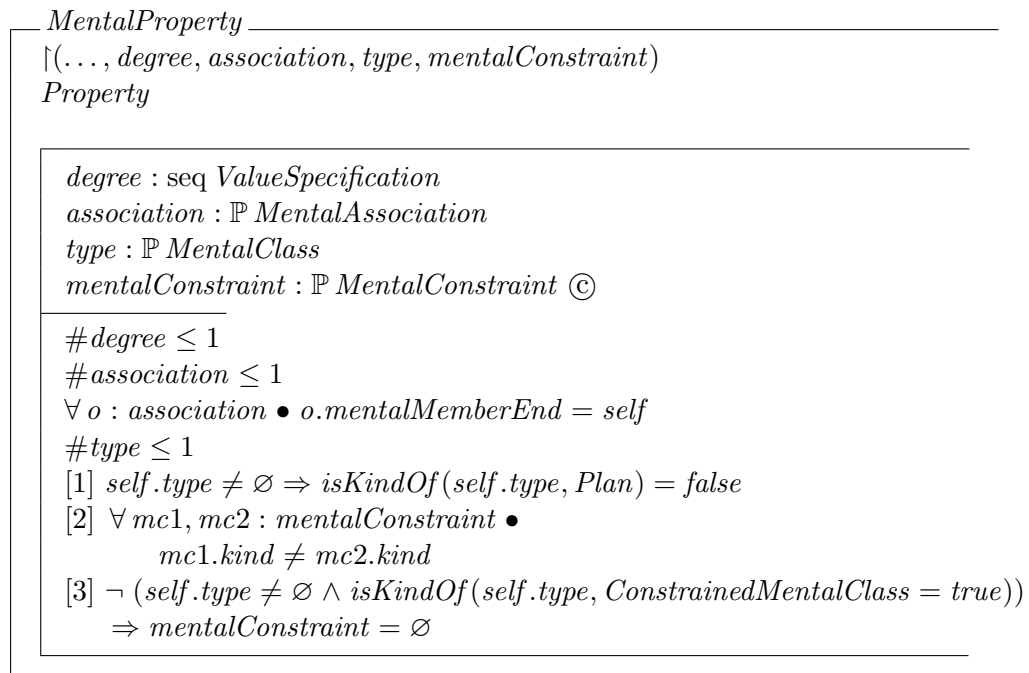 MentalProperty
↾(. . . , degree, association, type, mentalConstraint)
Property
degree : seq ValueSpecification
association : ℙ MentalAssociation
type : ℙ MentalClass
mentalConstraint : ℙ MentalConstraint ©
#degree ≤ 1
#association ≤ 1
∀ o : association • o.mentalMemberEnd = self
#type ≤ 1
[1] self.type ≠ ∅ ⇒ isKindOf(self.type, Plan) = false
[2] ∀ mc1, mc2 : mentalConstraint •
mc1.kind ≠ mc2.kind
[3] ¬ (self.type ≠ ∅ ∧ isKindOf(self.type, ConstrainedMentalClass = true))
⇒ mentalConstraint = ∅